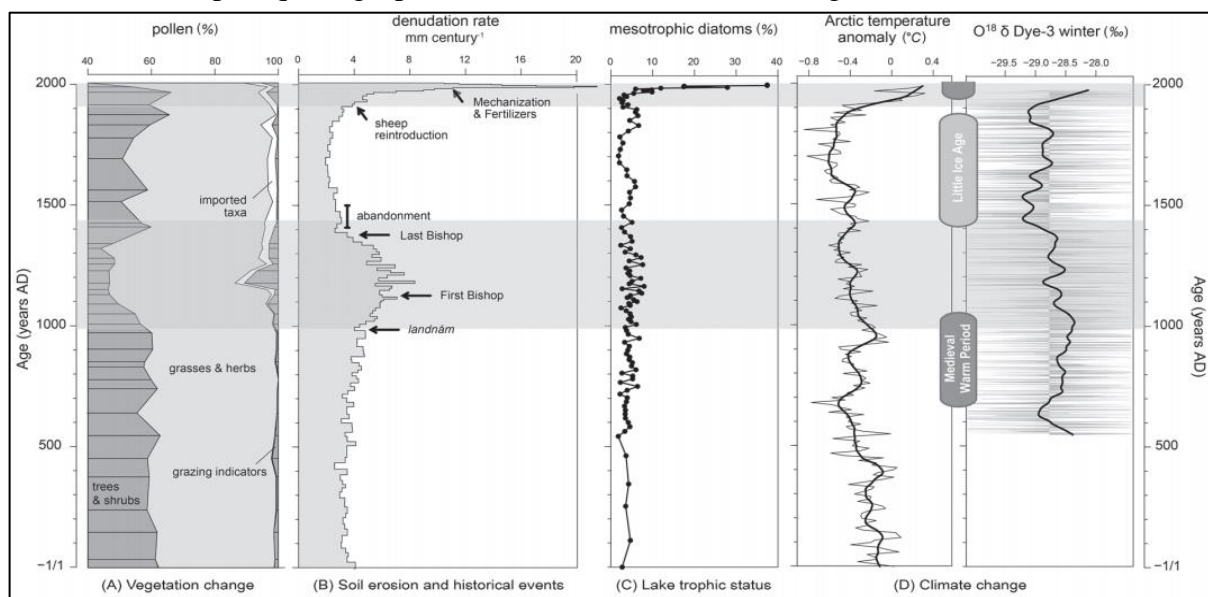 pollen (%)
40 60 80 100
denudation rate
mm century-1
0 4 8 12 16 20
mesotrophic diatoms (%)
0 10 20 30 40
Arctic temperature
anomaly (°C)
−0.8 −0.4 0 0.4
O18 δ Dye-3 winter (‰)
−29.5 −29.0 −28.5 −28.0
Age (years AD)
2000
1500
1000
500
−1/1
imported
taxa
grasses & herbs
grazing indicators
trees
& shrubs
Mechanization
& Fertilizers
sheep
reintroduction
abandonment
Last Bishop
First Bishop
landnám
Little Ice Age
Medieval
Warm Period
2000
1500
1000
500
−1/1
Age (years AD)
(A) Vegetation change
(B) Soil erosion and historical events
(C) Lake trophic status
(D) Climate change